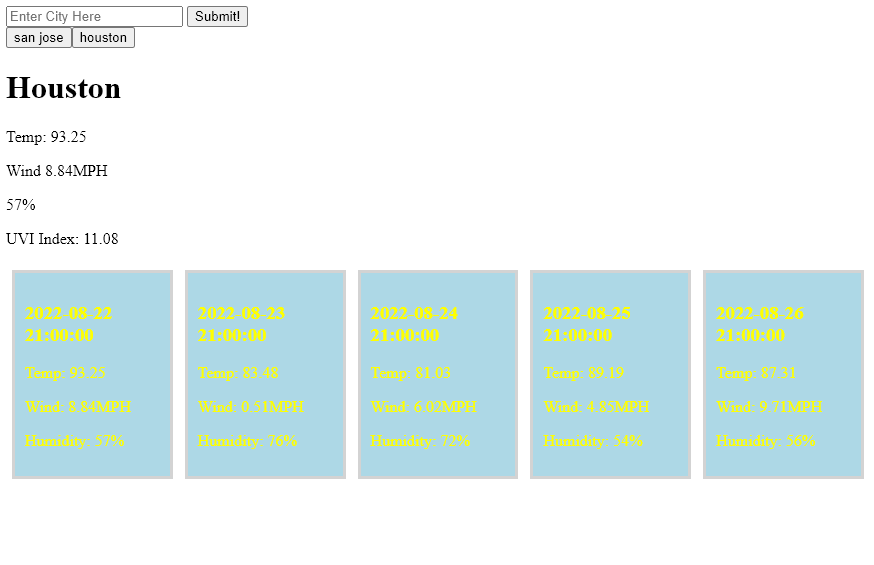 Enter City Here Submit!
san jose houston
Houston
Temp: 93.25
Wind 8.84MPH
57%
UVI Index: 11.08
2022-08-22
21:00:00
Temp: 93.25
Wind: 8.84MPH
Humidity: 57%
2022-08-23
21:00:00
Temp: 83.48
Wind: 0.51MPH
Humidity: 76%
2022-08-24
21:00:00
Temp: 81.03
Wind: 6.02MPH
Humidity: 72%
2022-08-25
21:00:00
Temp: 89.19
Wind: 4.85MPH
Humidity: 54%
2022-08-26
21:00:00
Temp: 87.31
Wind: 9.71MPH
Humidity: 56%